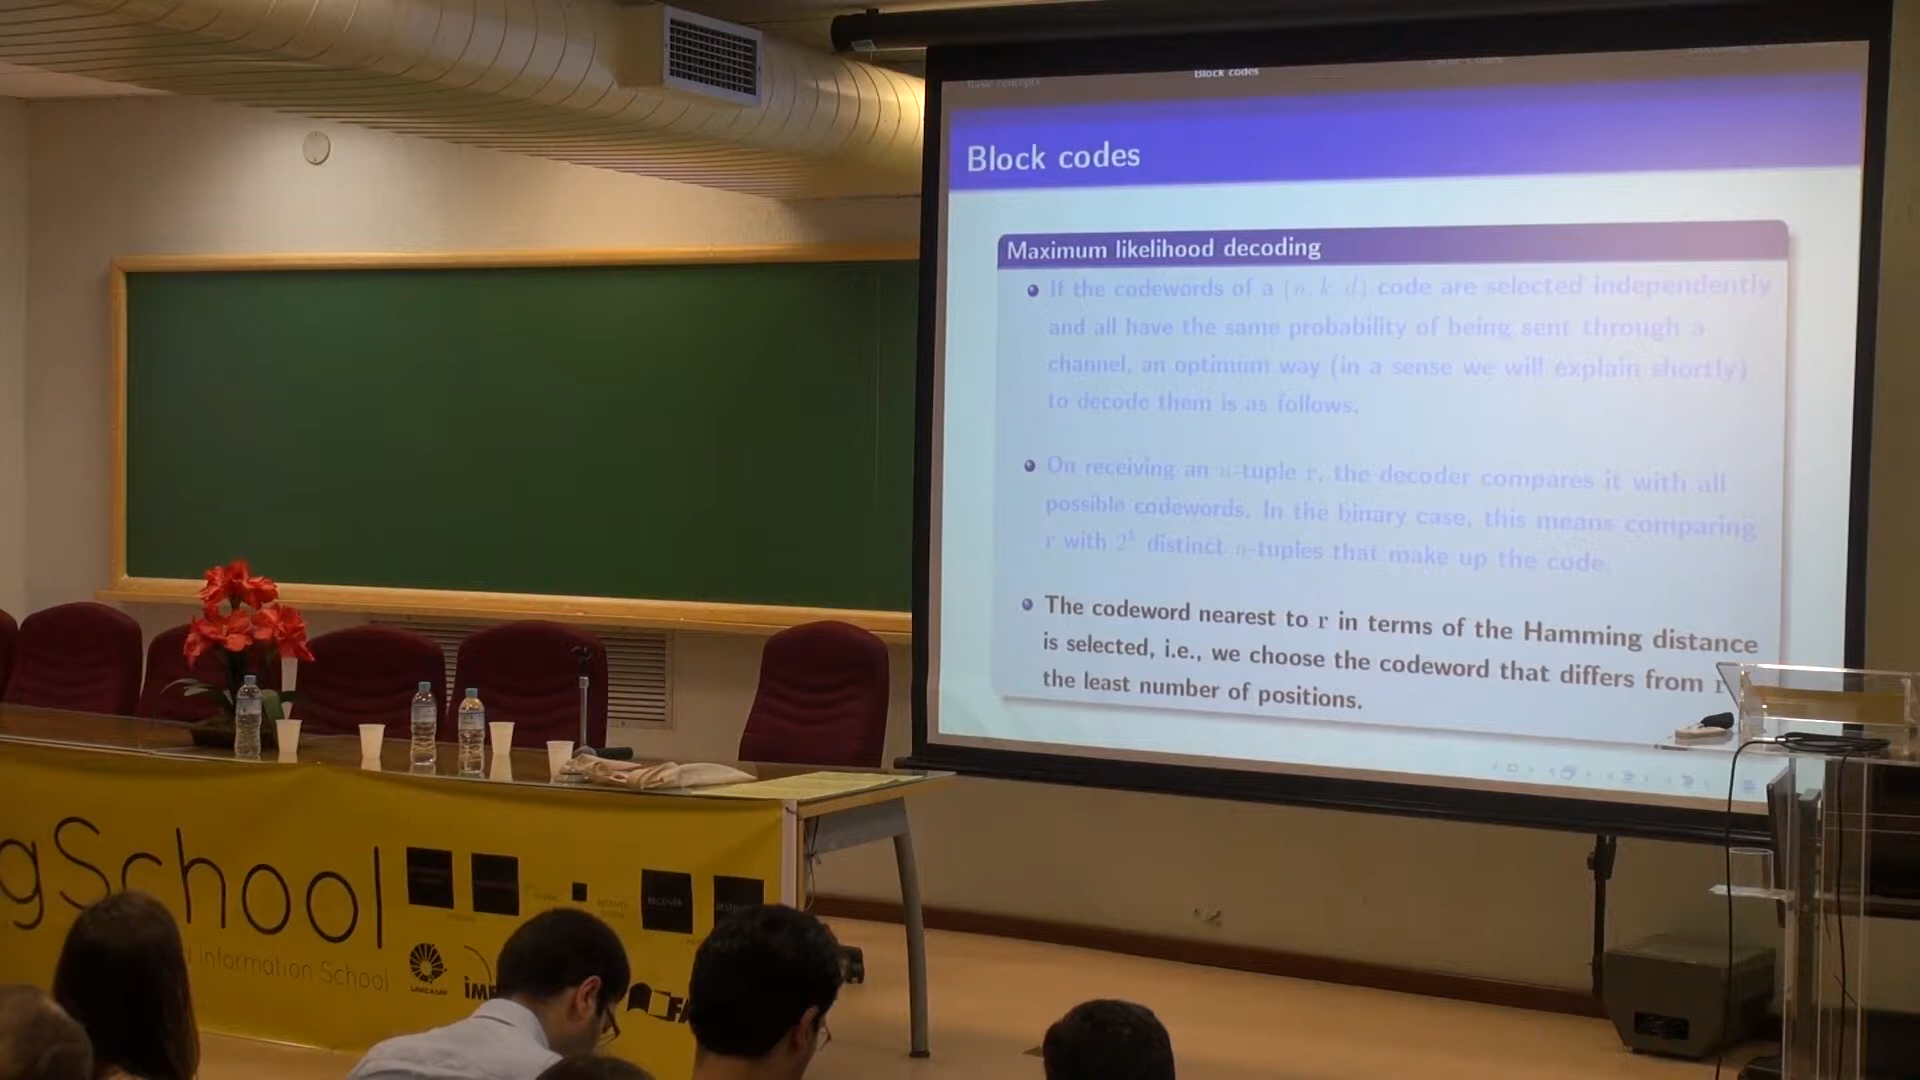 Basic concepts
Block codes
Block codes
Maximum likelihood decoding
If the codewords of a (n, k, d) code are selected independently
and all have the same probability of being sent through a
channel, an optimum way (in a sense we will explain shortly)
to decode them is as follows.
On receiving an n-tuple r, the decoder compares it with all
possible codewords. In the binary case, this means comparing
r with 2^k distinct n-tuples that make up the code.
The codeword nearest to r in terms of the Hamming distance
is selected, i.e., we choose the codeword that differs from r
the least number of positions.
gSchool
Information School
RECEIVER
UNICAMP